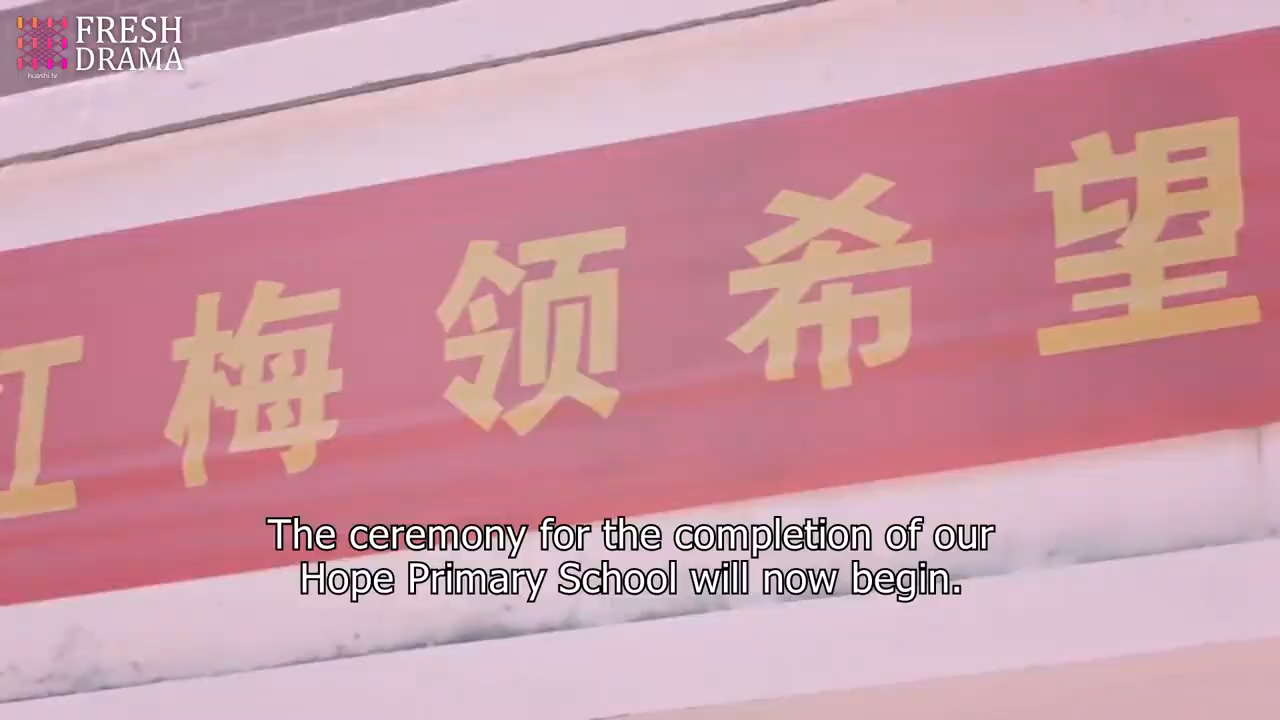 FRESH
DRAMA
huashi.tv
红梅领希望
The ceremony for the completion of our
Hope Primary School will now begin.